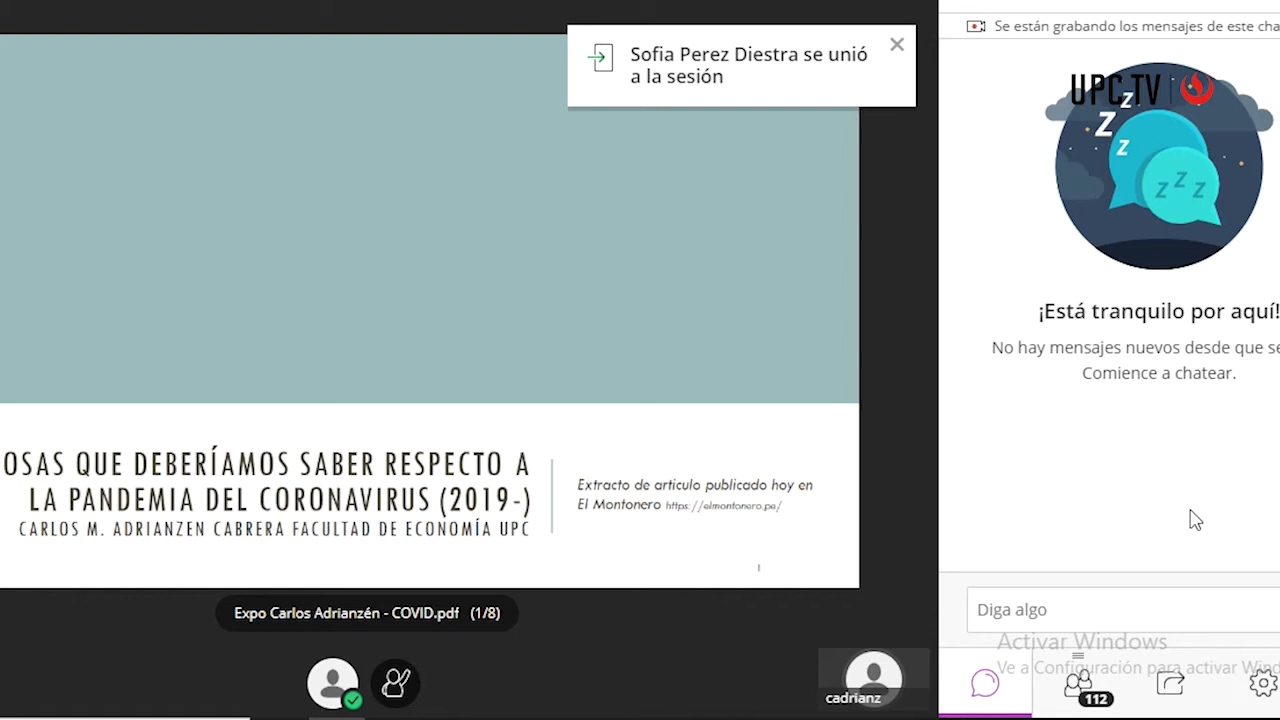 Sofia Perez Diestra se unió
a la sesión
OSAS QUE DEBERÍAMOS SABER RESPECTO A
LA PANDEMIA DEL CORONAVIRUS (2019-)
CARLOS M. ADRIANZEN CABRERA FACULTAD DE ECONOMÍA UPC
Extracto de articulo publicado hoy en
El Montonero https://elmontonero.pe/
1
Expo Carlos Adrianzén - COVID.pdf (1/8)
cadrianz
Se están grabando los mensajes de este cha
UPC TV
Z
Z
Z
Z Z Z
¡Está tranquilo por aquí!
No hay mensajes nuevos desde que se
Comience a chatear.
Diga algo
Activar Windows
Ve a Configuración para activar Wind
112